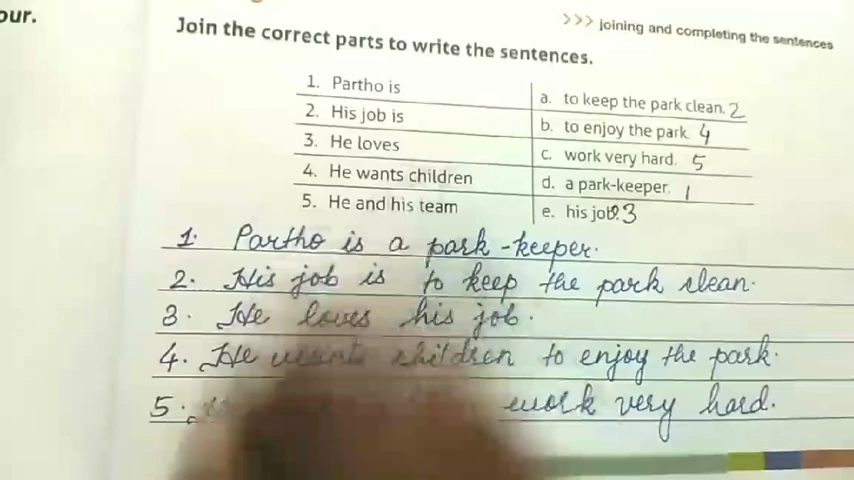 our.
>>> joining and completing the sentences
Join the correct parts to write the sentences.
1. Partho is
a. to keep the park clean. 2
2. His job is
b. to enjoy the park. 4
3. He loves
c. work very hard. 5
4. He wants children
d. a park-keeper. 1
5. He and his team
e. his job. 3
1. Partho is a park-keeper.
2. His job is to keep the park clean.
3. He loves his job.
4. He wants children to enjoy the park.
5. work very hard.